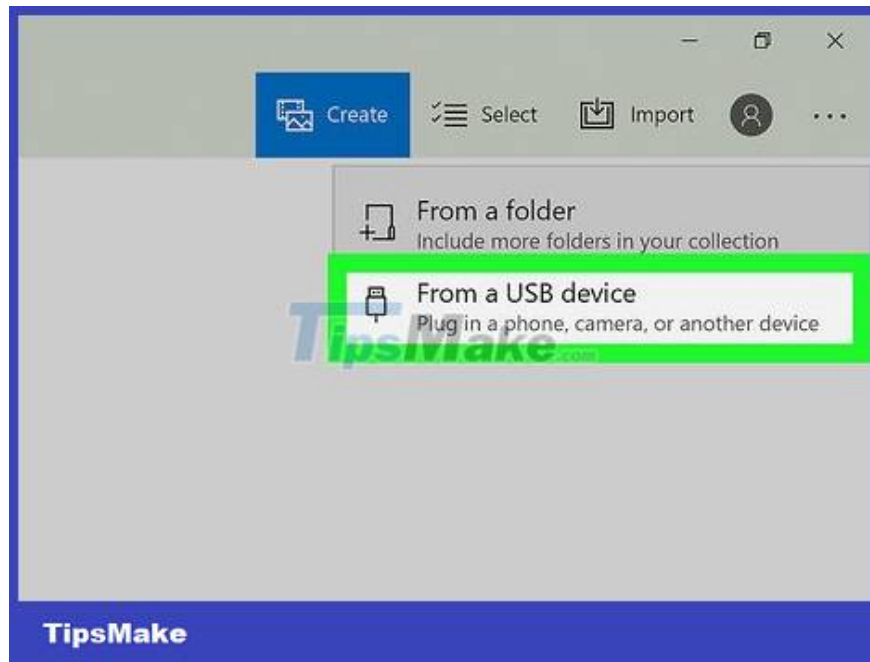 Create Select Import
From a folder
Include more folders in your collection
From a USB device
Plug in a phone, camera, or another device
TipsMake.com
TipsMake